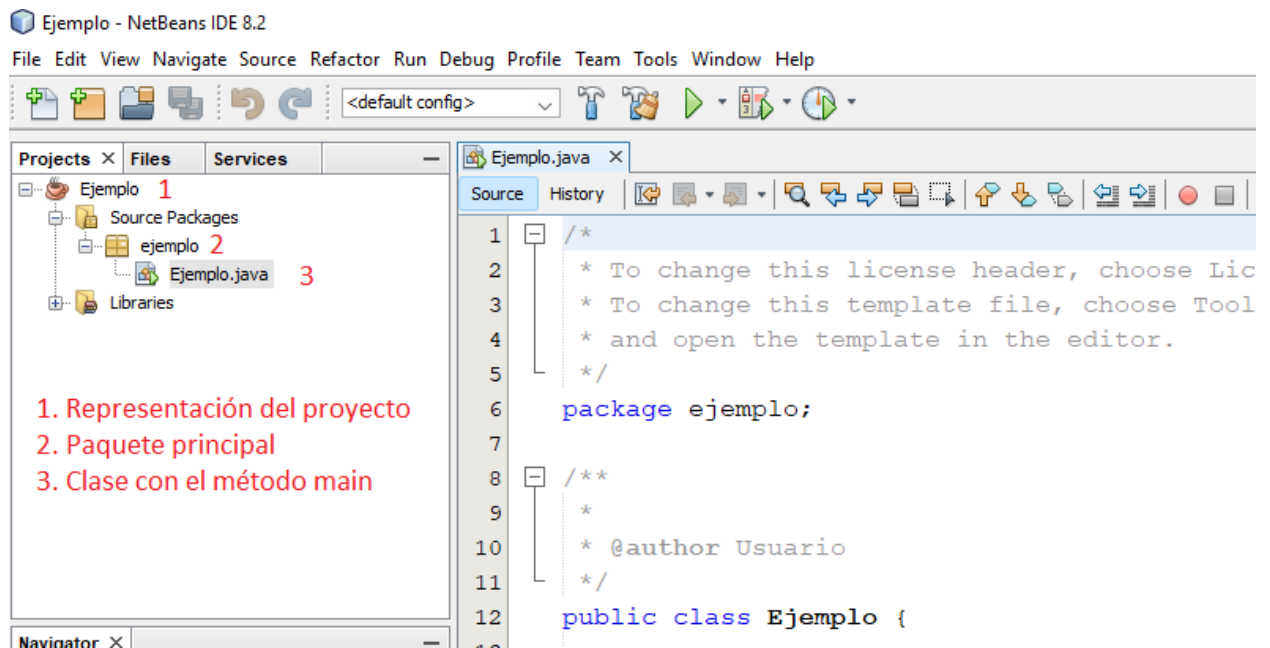 Ejemplo - NetBeans IDE 8.2
File Edit View Navigate Source Refactor Run Debug Profile Team Tools Window Help
<default config>
Projects Files Services
Ejemplo 1
Source Packages
ejemplo 2
Ejemplo.java 3
Libraries
1. Representación del proyecto
2. Paquete principal
3. Clase con el método main
Navigator
Ejemplo.java
Source History
1 /*
2 * To change this license header, choose Lic
3 * To change this template file, choose Tool
4 * and open the template in the editor.
5 */
6 package ejemplo;
7
8 /**
9 *
10 * @author Usuario
11 */
12 public class Ejemplo {